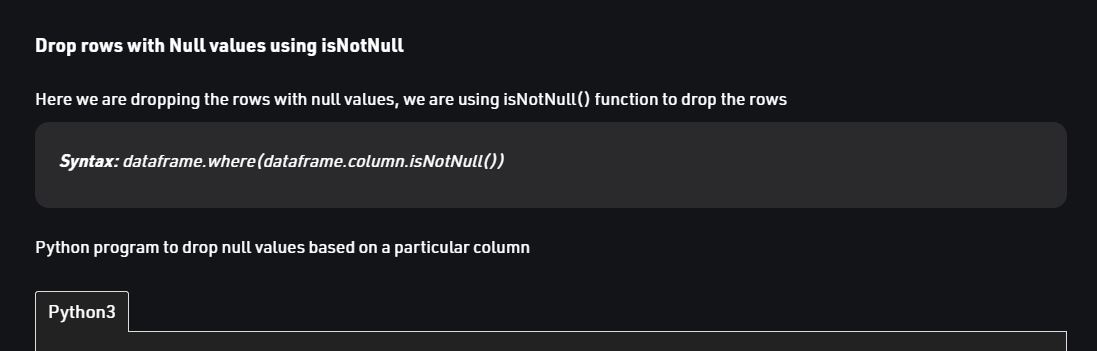 Drop rows with Null values using isNotNull
Here we are dropping the rows with null values, we are using isNotNull() function to drop the rows
Syntax: dataframe.where(dataframe.column.isNotNull())
Python program to drop null values based on a particular column
Python3